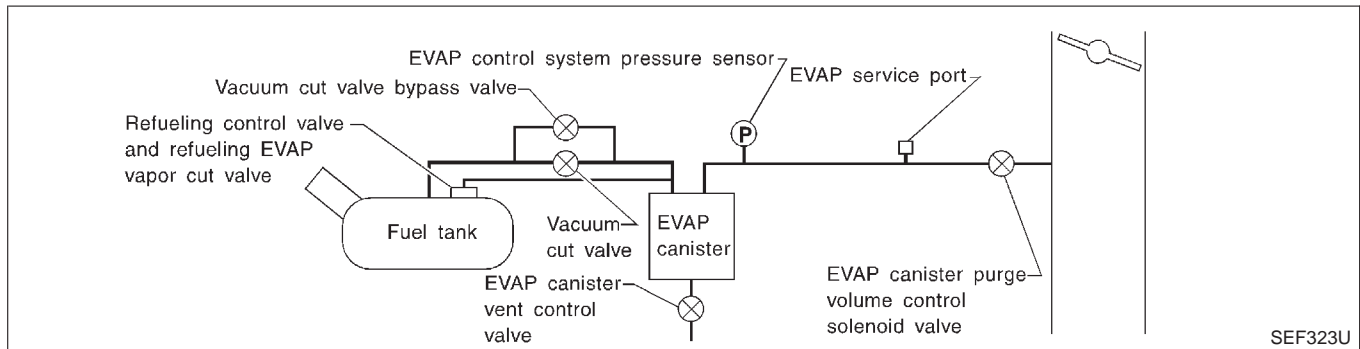 EVAP control system pressure sensor
EVAP service port
Vacuum cut valve bypass valve
Refueling control valve
and refueling EVAP
vapor cut valve
P
Fuel tank
Vacuum
cut valve
EVAP
canister
EVAP canister
vent control
valve
EVAP canister purge
volume control
solenoid valve
SEF323U